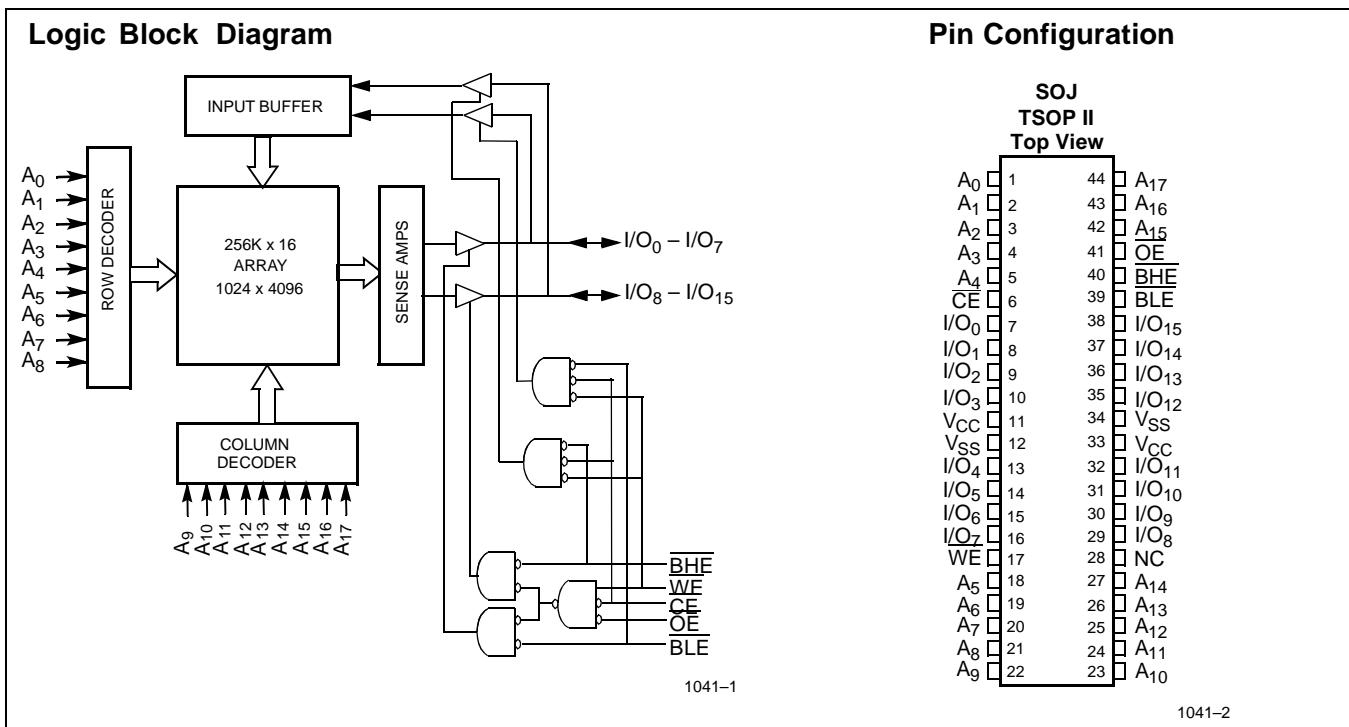 Logic Block Diagram
INPUT BUFFER
A0
A1
A2
A3
A4
A5
A6
A7
A8
ROW DECODER
256K x 16
ARRAY
1024 x 4096
SENSE AMPS
I/O0 – I/O7
I/O8 – I/O15
COLUMN
DECODER
A9
A10
A11
A12
A13
A14
A15
A16
A17
BHE
WE
CE
OE
BLE
1041–1
Pin Configuration
SOJ
TSOP II
Top View
A0 1 44 A17
A1 2 43 A16
A2 3 42 A15
A3 4 41 OE
A4 5 40 BHE
CE 6 39 BLE
I/O0 7 38 I/O15
I/O1 8 37 I/O14
I/O2 9 36 I/O13
I/O3 10 35 I/O12
VCC 11 34 VSS
VSS 12 33 VCC
I/O4 13 32 I/O11
I/O5 14 31 I/O10
I/O6 15 30 I/O9
I/O7 16 29 I/O8
WE 17 28 NC
A5 18 27 A14
A6 19 26 A13
A7 20 25 A12
A8 21 24 A11
A9 22 23 A10
1041–2